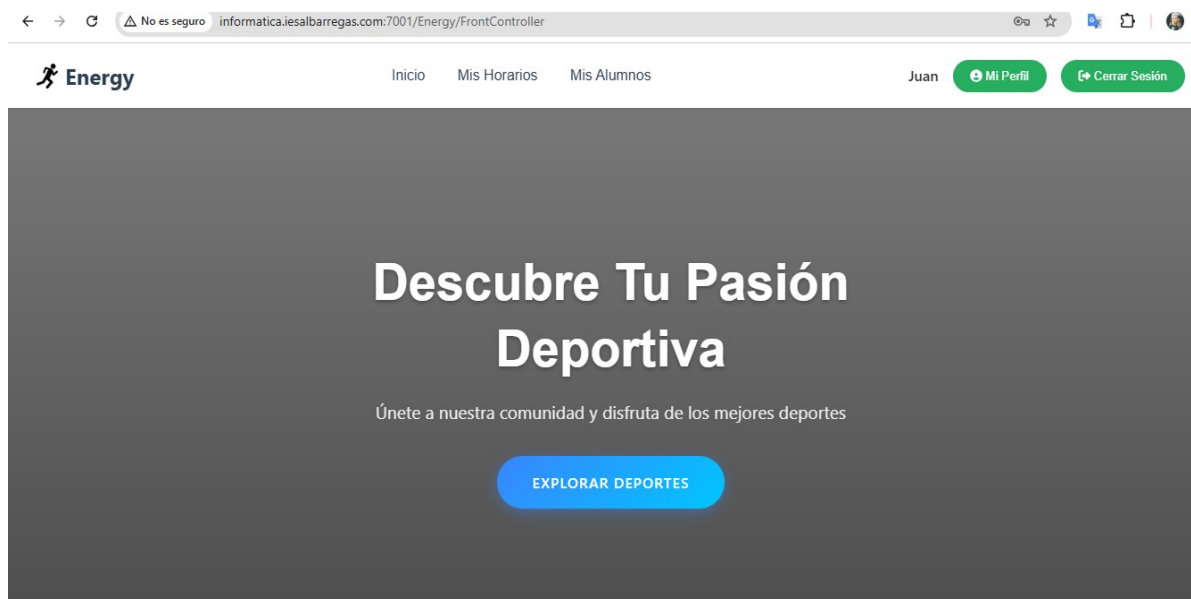 No es seguro informatica.iesalbarregas.com:7001/Energy/FrontController
Energy Inicio Mis Horarios Mis Alumnos Juan Mi Perfil Cerrar Sesión
Descubre Tu Pasión
Deportiva
Únete a nuestra comunidad y disfruta de los mejores deportes
EXPLORAR DEPORTES